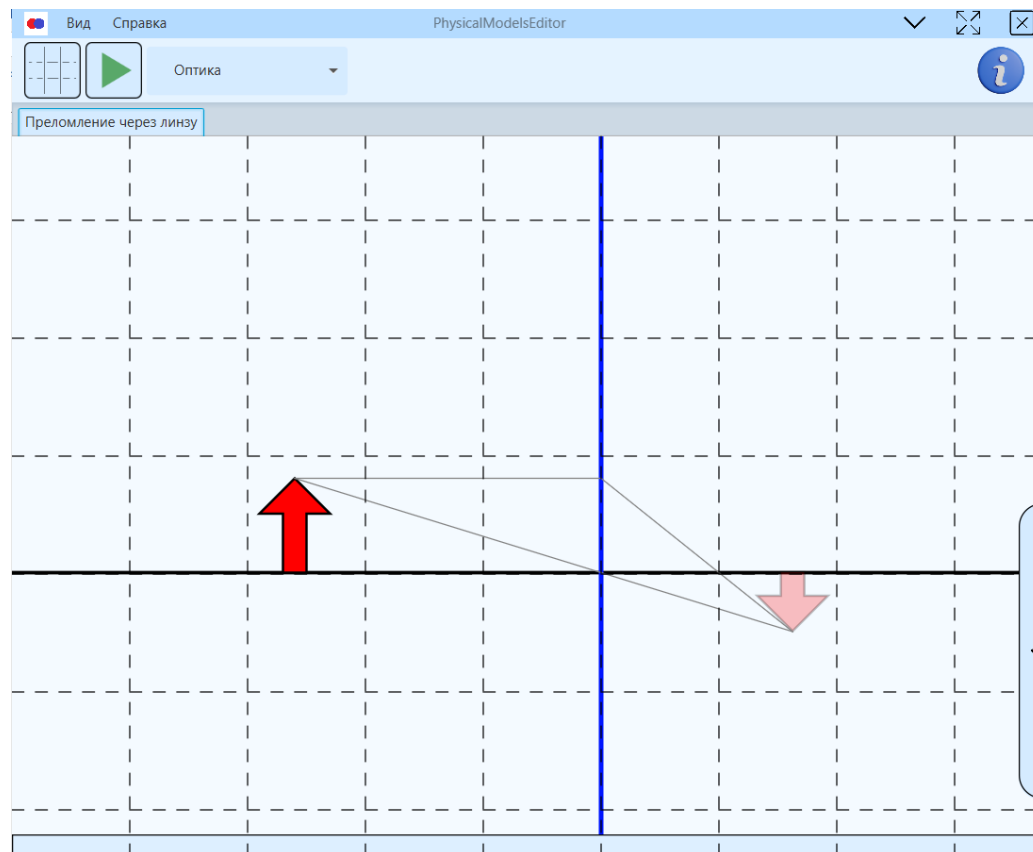 Вид Справка PhysicalModelsEditor
Оптика
Преломление через линзу